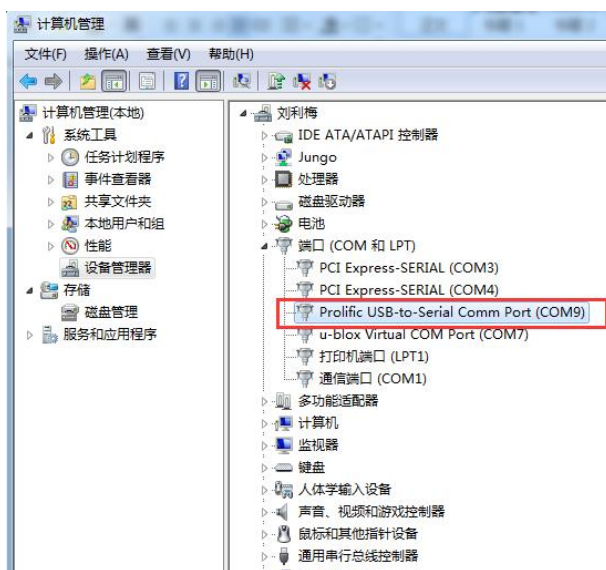 计算机管理
文件(F) 操作(A) 查看(V) 帮助(H)
计算机管理(本地)
系统工具
任务计划程序
事件查看器
共享文件夹
本地用户和组
性能
设备管理器
存储
磁盘管理
服务和应用程序
刘利梅
IDE ATA/ATAPI 控制器
Jungo
处理器
磁盘驱动器
电池
端口 (COM 和 LPT)
PCI Express-SERIAL (COM3)
PCI Express-SERIAL (COM4)
Prolific USB-to-Serial Comm Port (COM9)
u-blox Virtual COM Port (COM7)
打印机端口 (LPT1)
通信端口 (COM1)
多功能适配器
计算机
监视器
键盘
人体学输入设备
声音、视频和游戏控制器
鼠标和其他指针设备
通用串行总线控制器